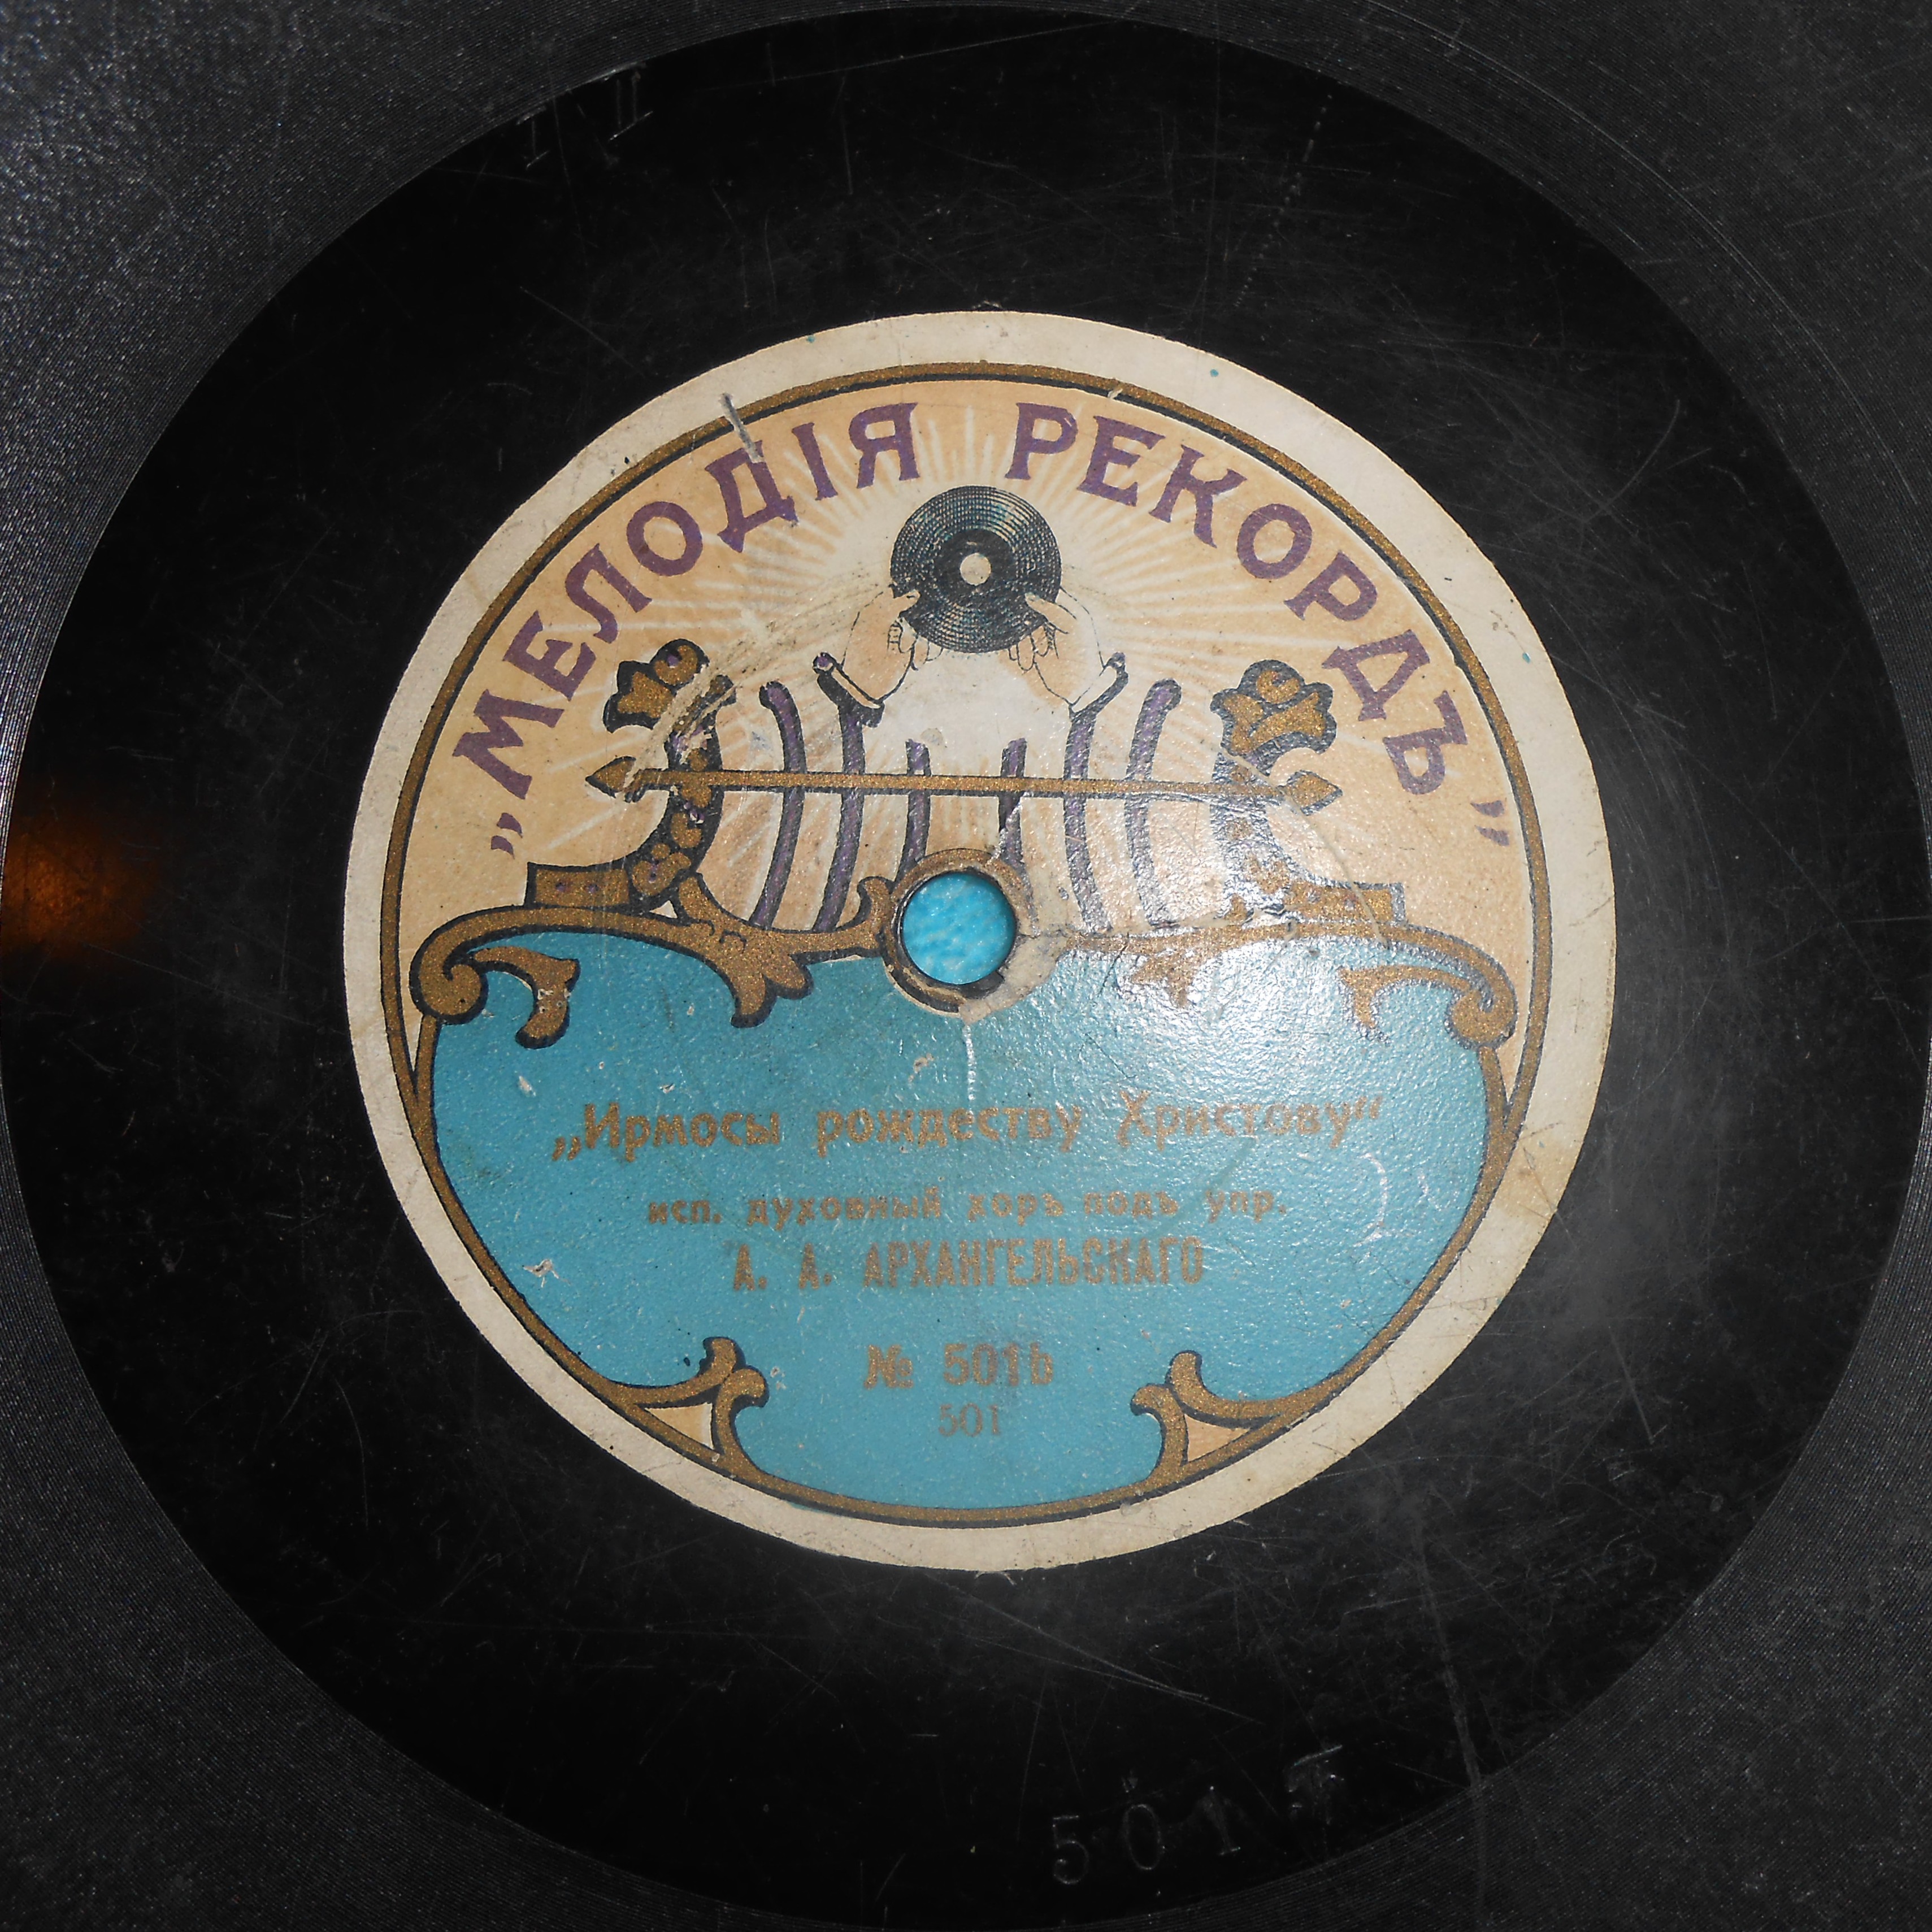 „МЕЛОДІЯ РЕКОРДЪ"
„Ирмосы рождеству Христову“
исп. духовный хоръ подъ упр.
А. А. АРХАНГЕЛЬСКАГО
№ 501b
501
501